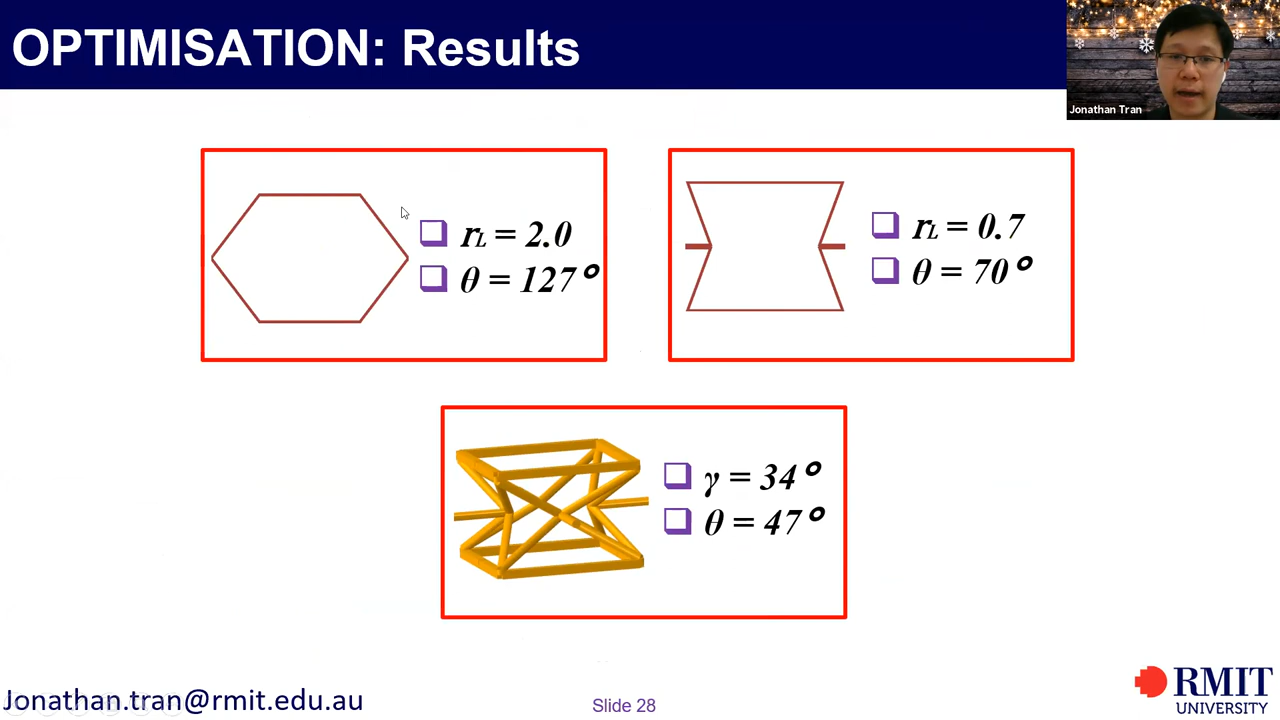 OPTIMISATION: Results
Jonathan Tran
rL = 2.0
θ = 127°
rL = 0.7
θ = 70°
γ = 34°
θ = 47°
Jonathan.tran@rmit.edu.au
Slide 28
RMIT
UNIVERSITY